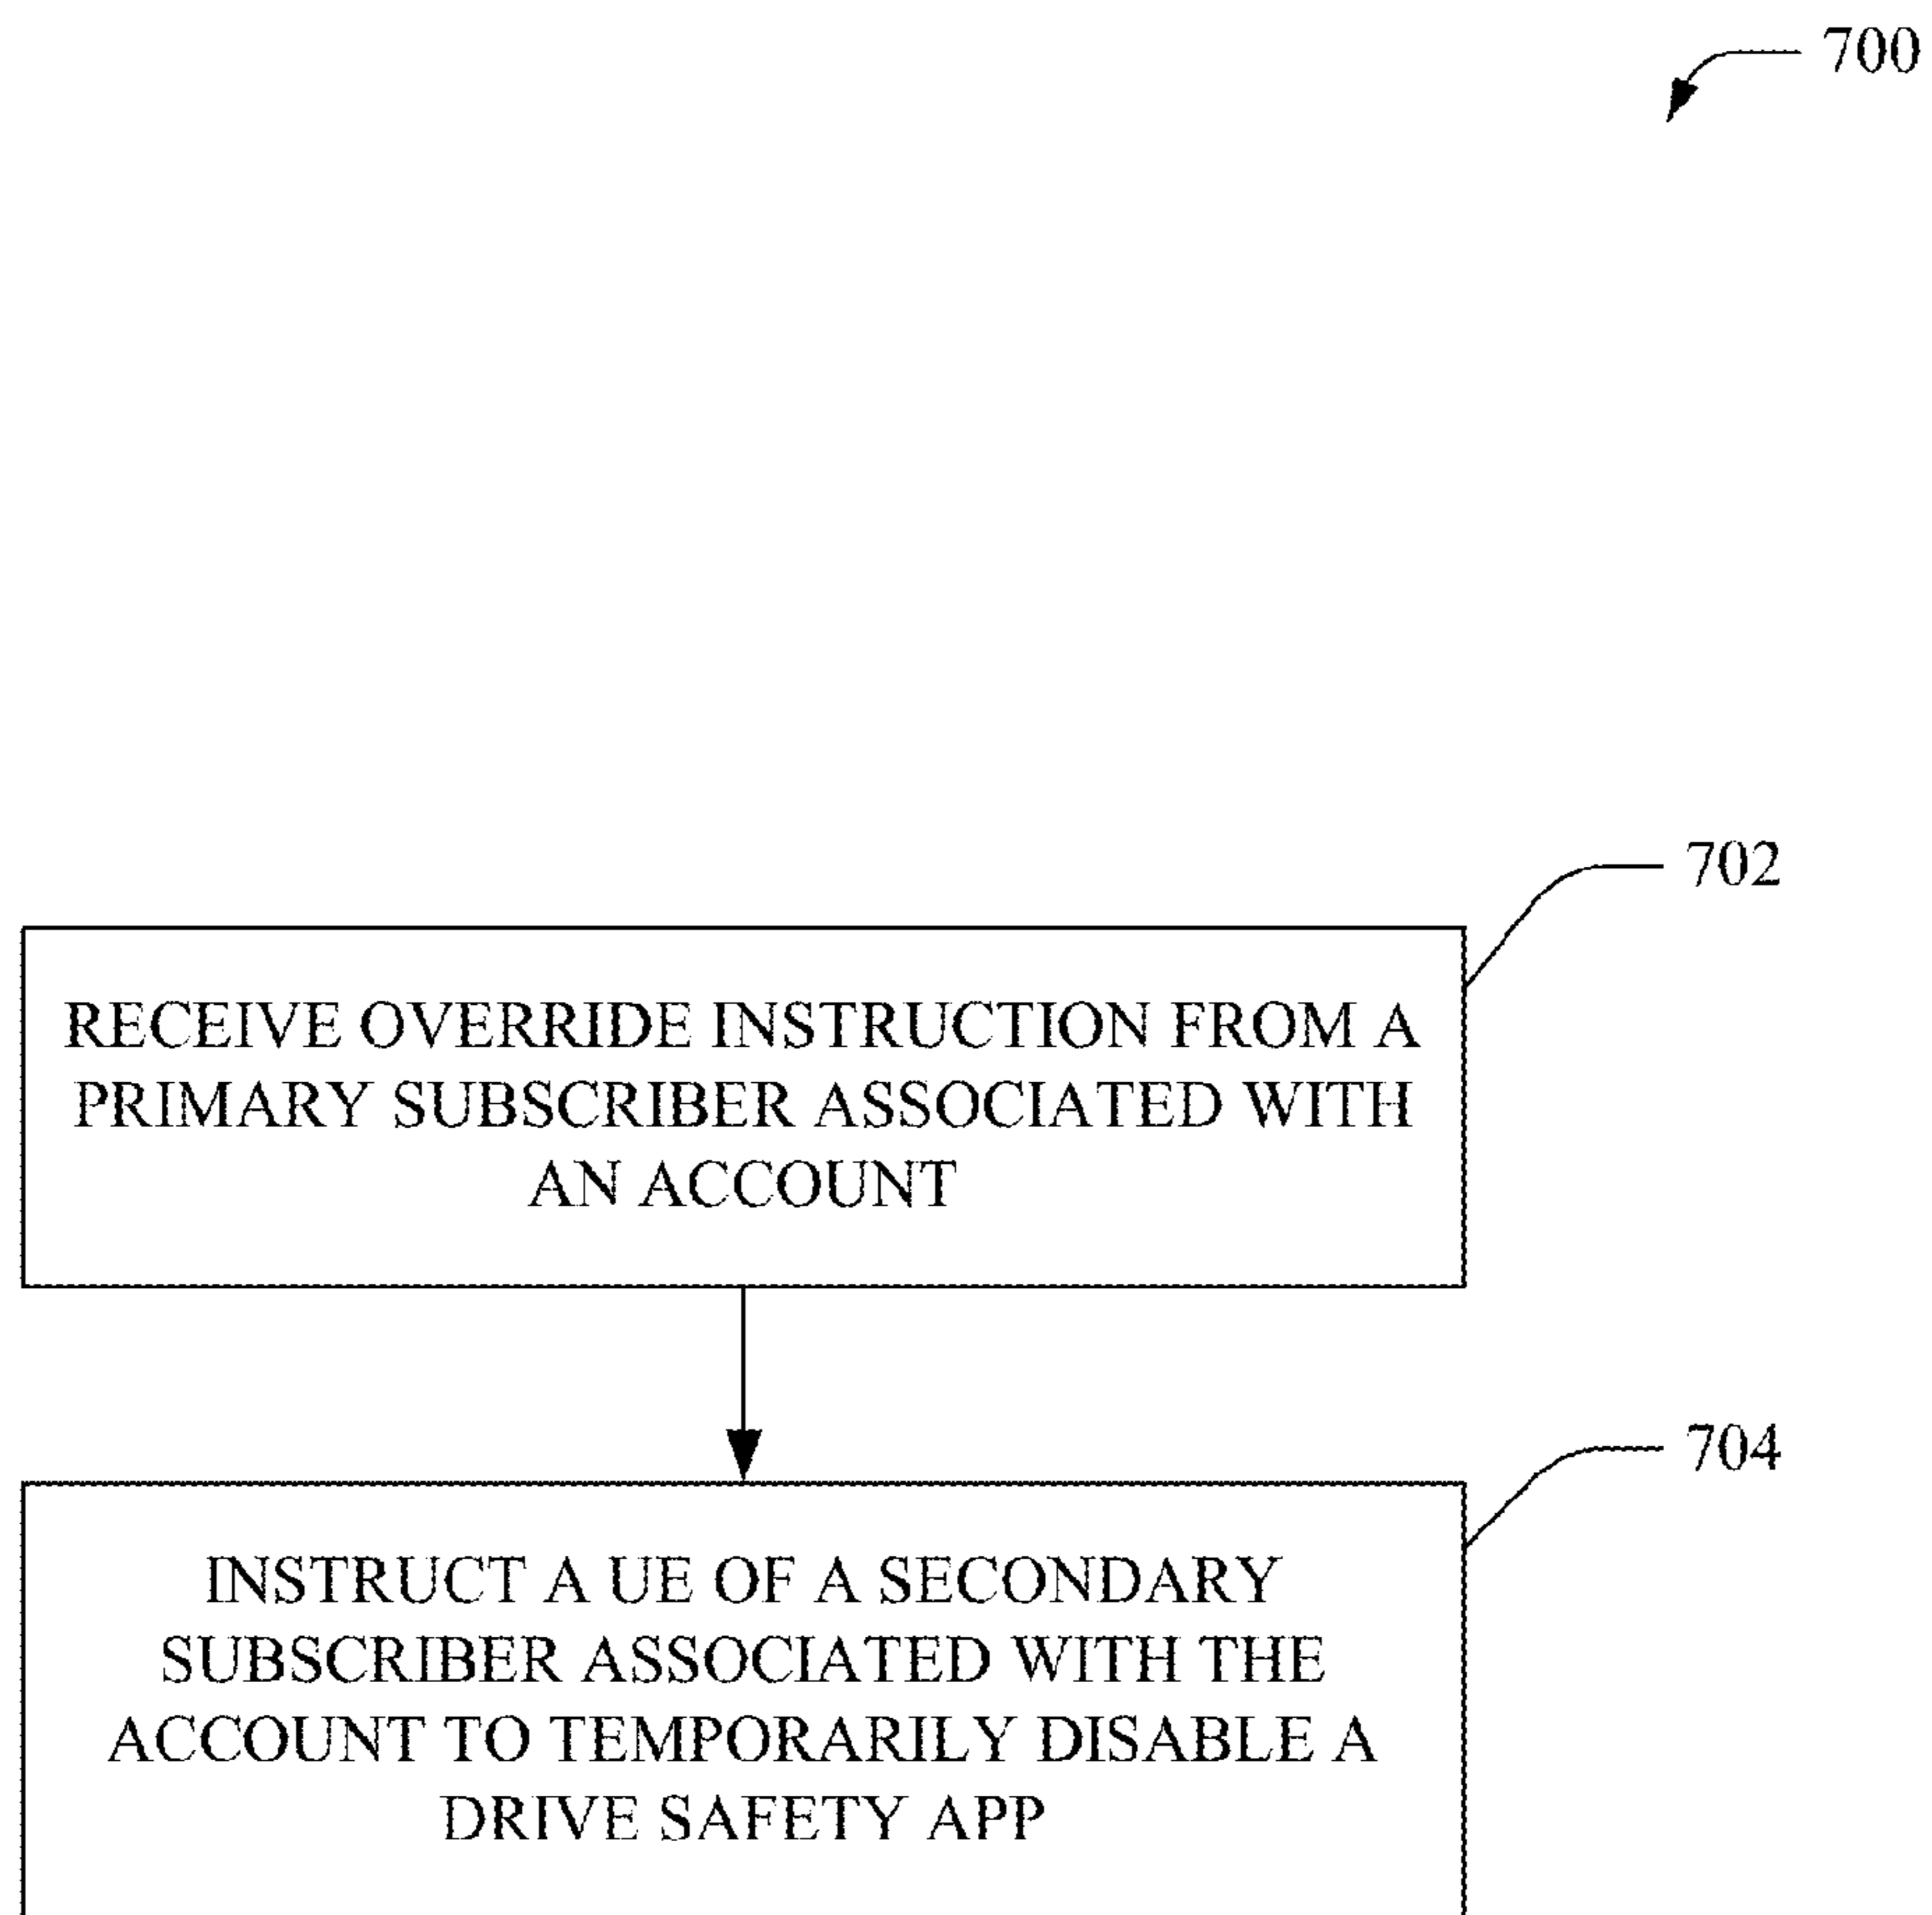 700
702
RECEIVE OVERRIDE INSTRUCTION FROM A
PRIMARY SUBSCRIBER ASSOCIATED WITH
AN ACCOUNT
704
INSTRUCT A UE OF A SECONDARY
SUBSCRIBER ASSOCIATED WITH THE
ACCOUNT TO TEMPORARILY DISABLE A
DRIVE SAFETY APP